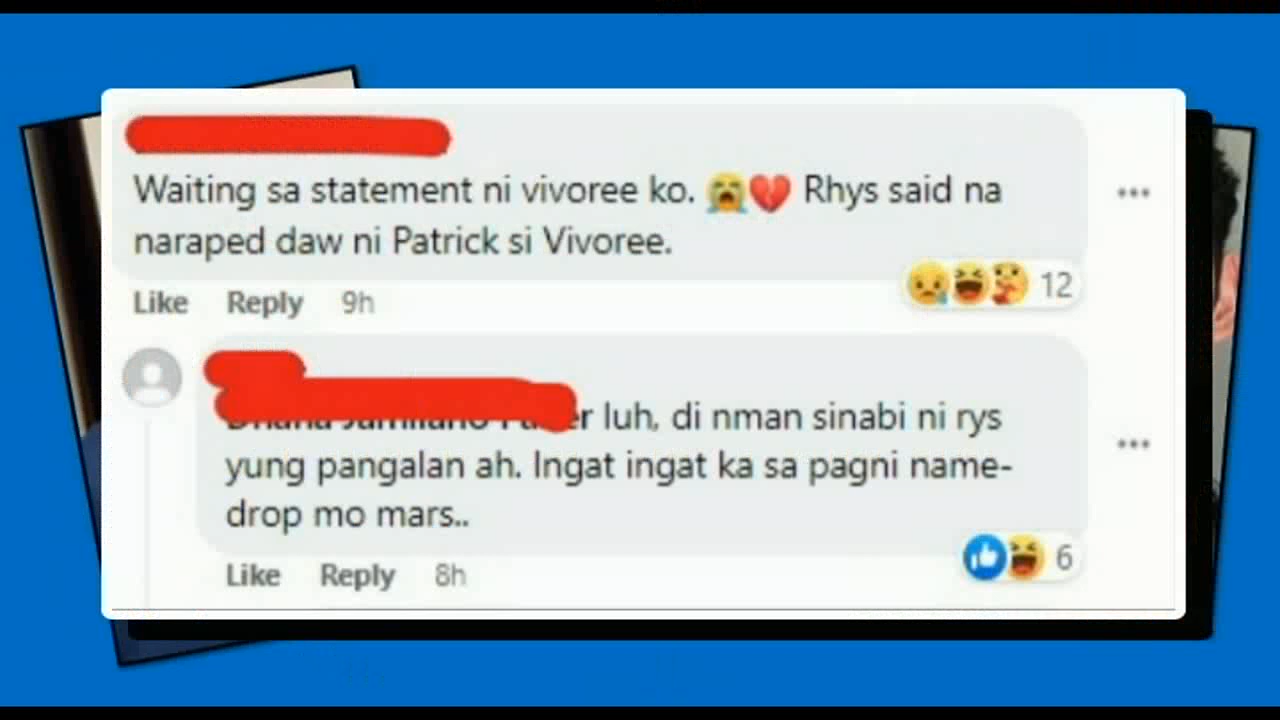 Waiting sa statement ni vivoree ko. 😭💔 Rhys said na
naraped daw ni Patrick si Vivoree.
Like Reply 9h
12
luh, di nman sinabi ni rys
yung pangalan ah. Ingat ingat ka sa pagni name-
drop mo mars..
Like Reply 8h
6